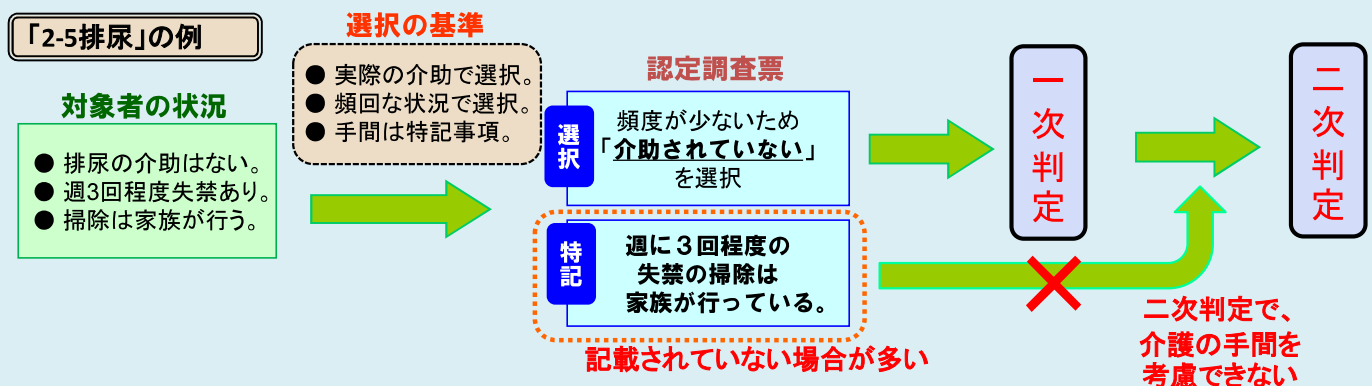 「2-5排尿」の例
対象者の状況
● 排尿の介助はない。
● 週3回程度失禁あり。
● 掃除は家族が行う。
選択の基準
● 実際の介助で選択。
● 頻回な状況で選択。
● 手間は特記事項。
認定調査票
選択
頻度が少ないため
「介助されていない」
を選択
特記
週に３回程度の
失禁の掃除は
家族が行っている。
記載されていない場合が多い
一次判定
二次判定
二次判定で、
介護の手間を
考慮できない